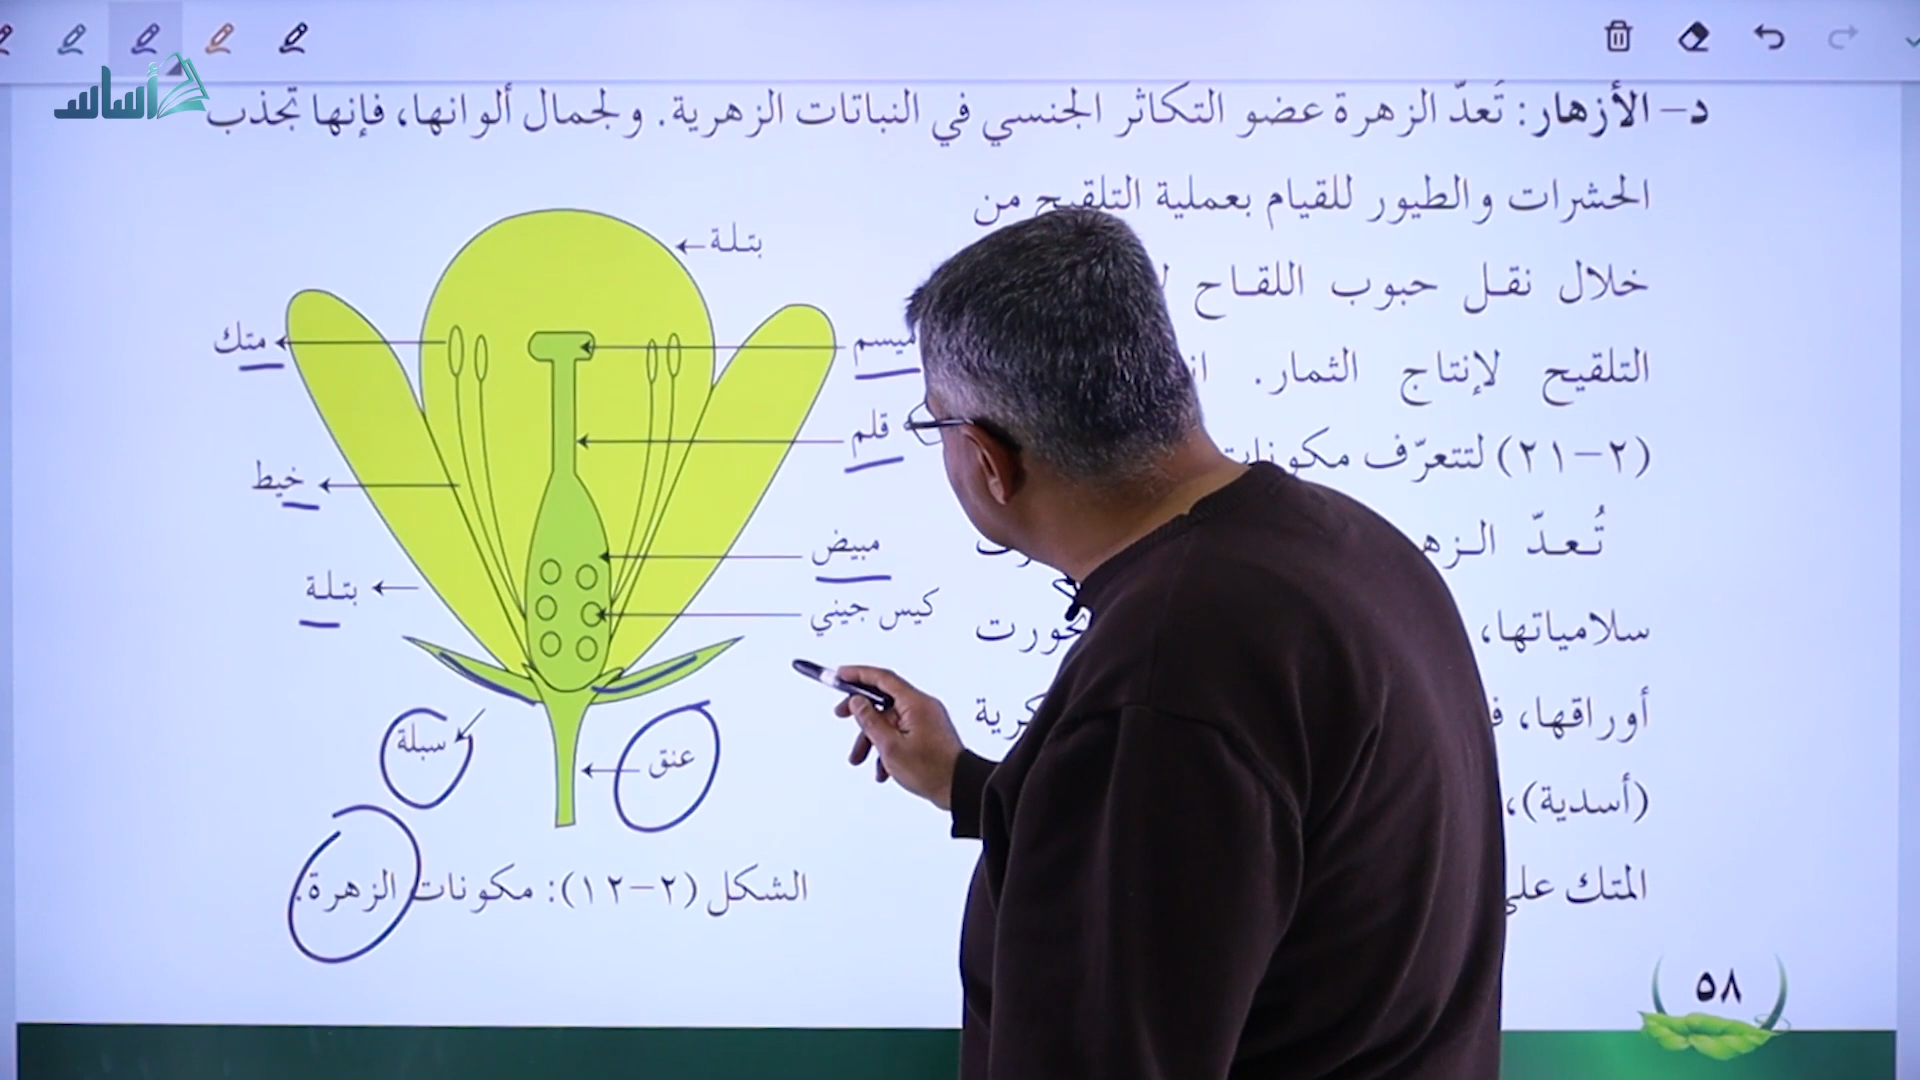 أساس
د- الأزهار: تُعدّ الزهرة عضو التكاثر الجنسي في النباتات الزهرية. ولجمال ألوانها، فإنها تجذب
الحشرات والطيور للقيام بعملية التلقيح من
خلال نقل حبوب اللقاح
التلقيح لإنتاج الثمار.
(٢-٢١) لتتعرّف مكونات
تُعدّ
سلامياتها،
أوراقها،
(أسدية)،
المتك
بتلة
متك
ميسم
قلم
خيط
مبيض
بتلة
كيس جيني
سبلة
عنق
الشكل (٢-١٢): مكونات الزهرة.
٥٨